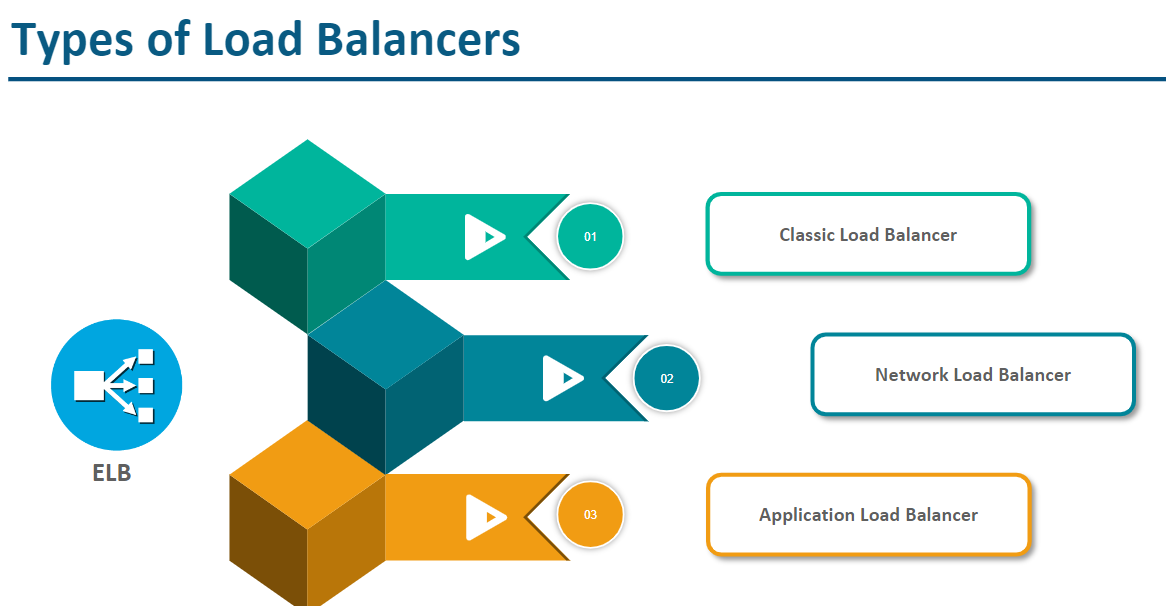 Types of Load Balancers
01
Classic Load Balancer
02
Network Load Balancer
ELB
03
Application Load Balancer